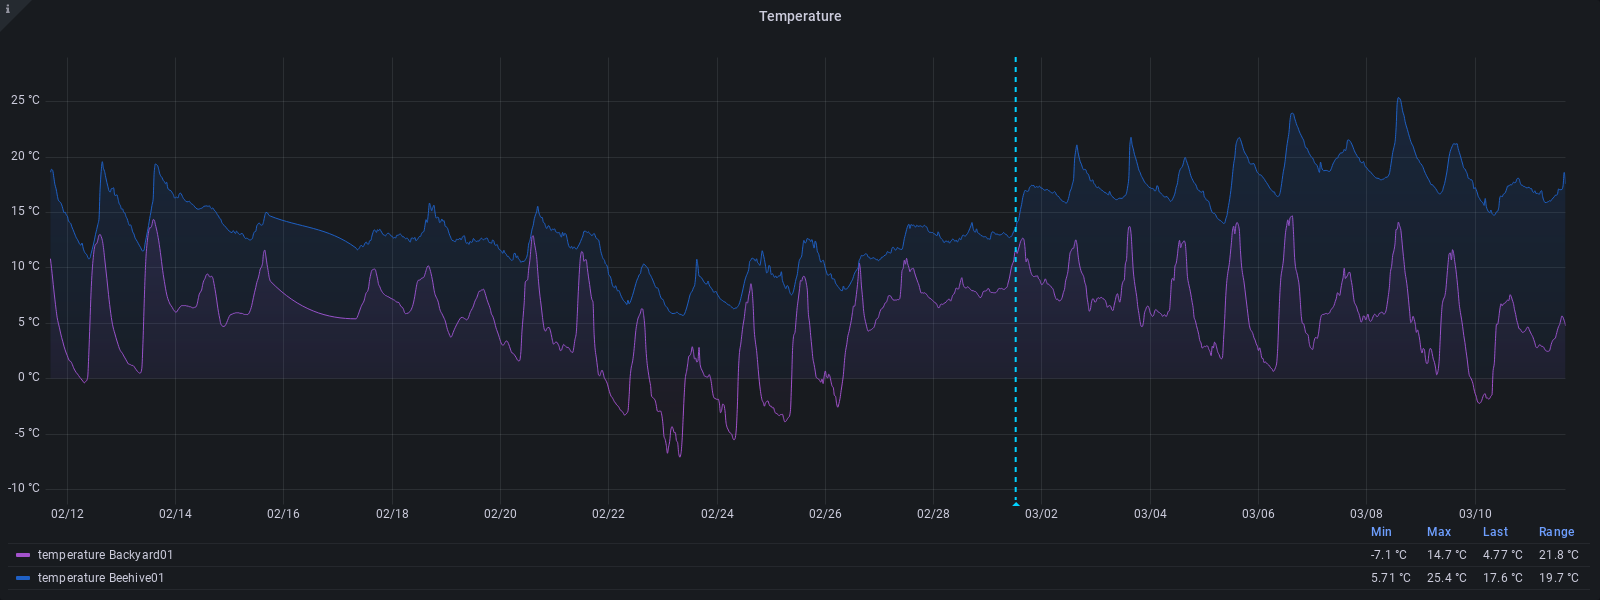 i
Temperature
25 °C
20 °C
15 °C
10 °C
5 °C
0 °C
-5 °C
-10 °C
02/12 02/14 02/16 02/18 02/20 02/22 02/24 02/26 02/28 03/02 03/04 03/06 03/08 03/10
Min Max Last Range
temperature Backyard01 -7.1 °C 14.7 °C 4.77 °C 21.8 °C
temperature Beehive01 5.71 °C 25.4 °C 17.6 °C 19.7 °C